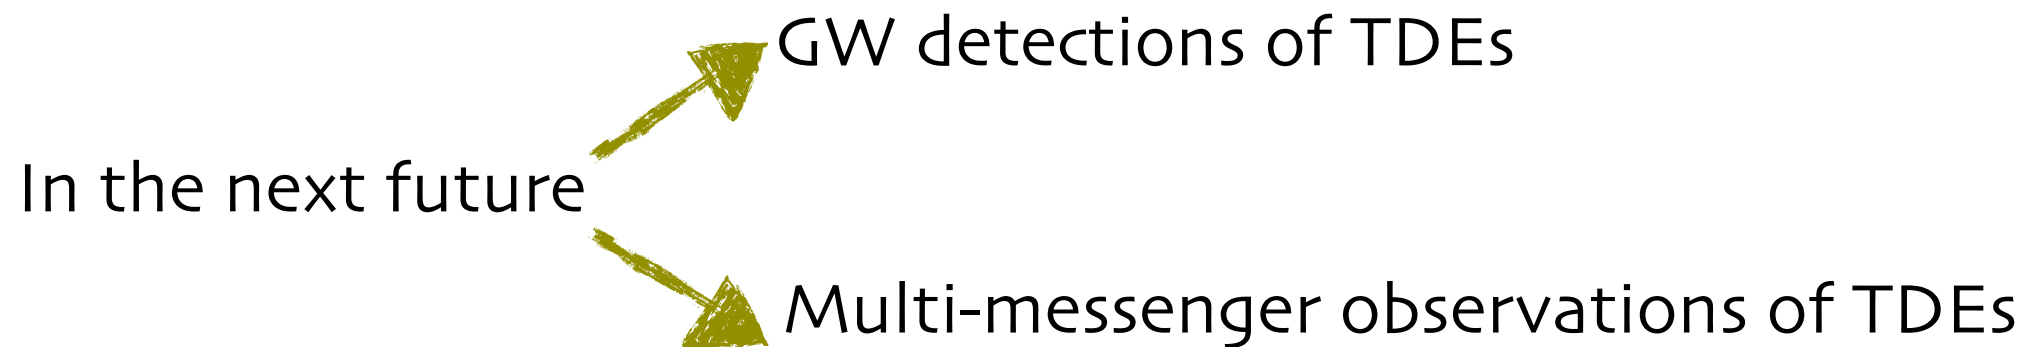 GW detections of TDEs
In the next future
Multi-messenger observations of TDEs